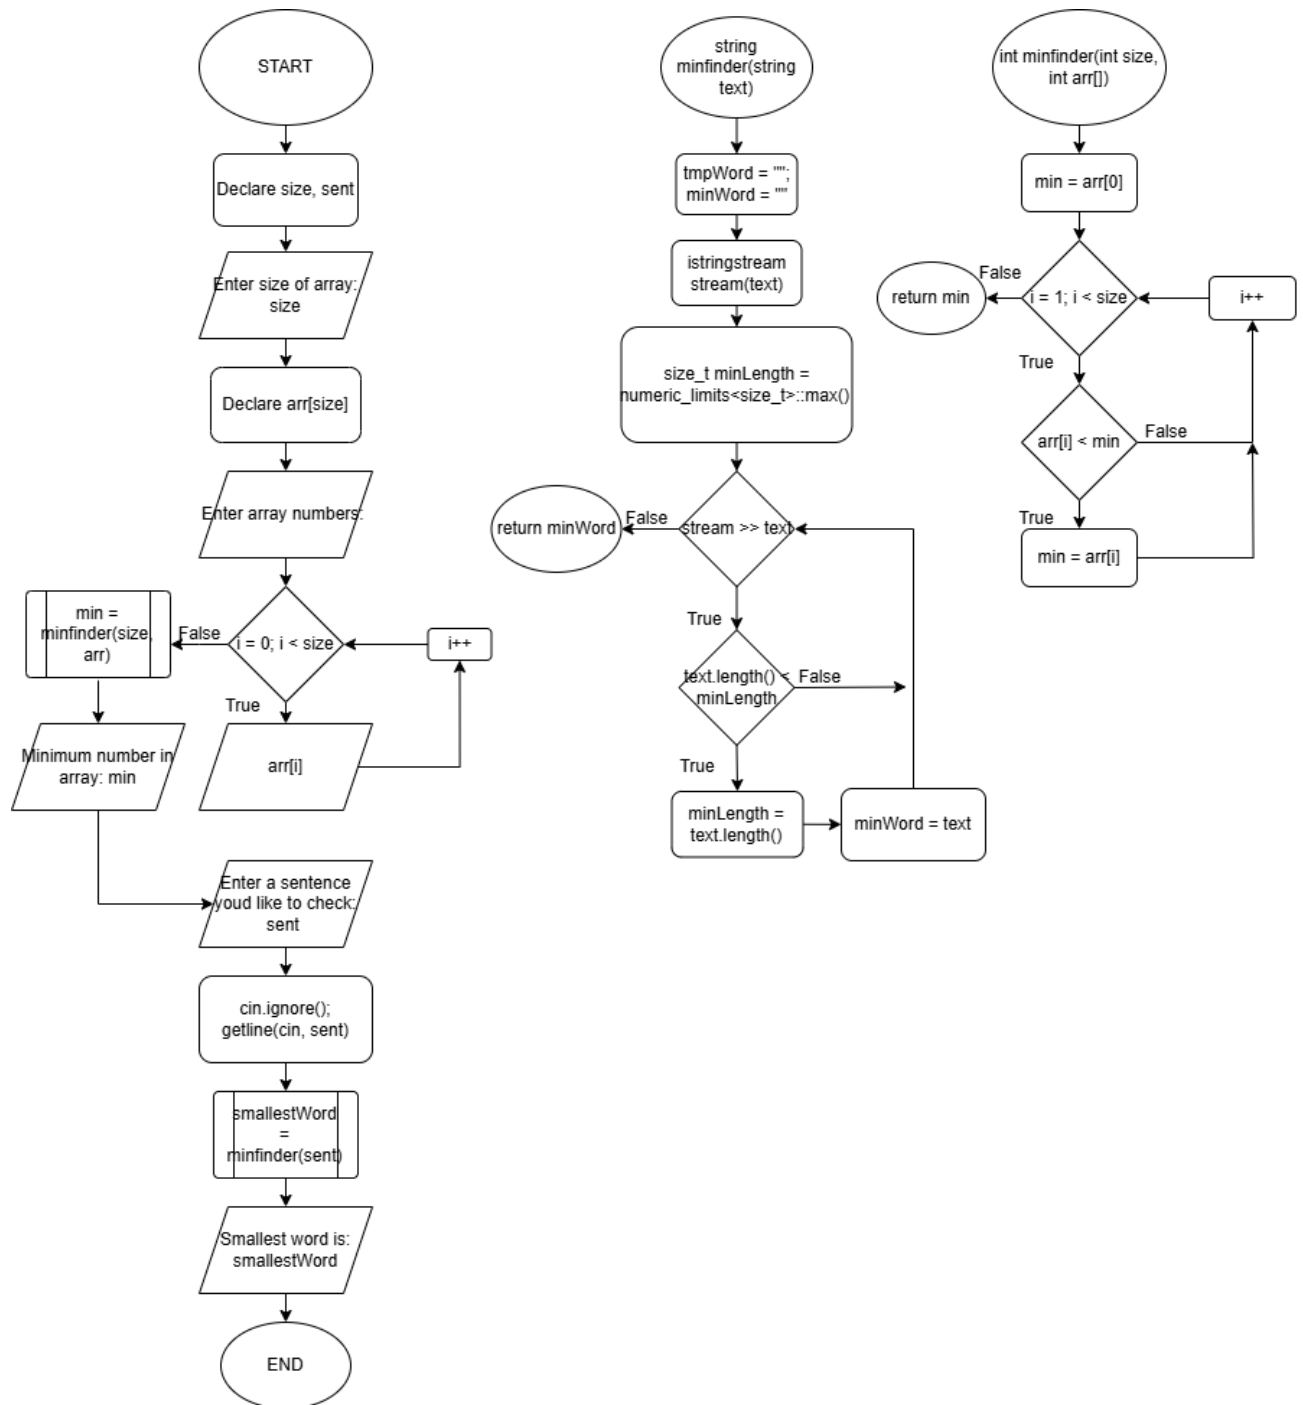 START
Declare size, sent
Enter size of array:
size
Declare arr[size]
Enter array numbers:
i = 0; i < size
False
True
i++
arr[i]
min =
minfinder(size,
arr)
Minimum number in
array: min
Enter a sentence
youd like to check:
sent
cin.ignore();
getline(cin, sent)
smallestWord
=
minfinder(sent)
Smallest word is:
smallestWord
END
string
minfinder(string
text)
tmpWord = "";
minWord = ""
istringstream
stream(text)
size_t minLength =
numeric_limits<size_t>::max()
stream >> text
False
return minWord
True
text.length() <
minLength
False
True
minLength =
text.length()
minWord = text
int minfinder(int size,
int arr[])
min = arr[0]
i = 1; i < size
False
return min
i++
True
arr[i] < min
False
True
min = arr[i]